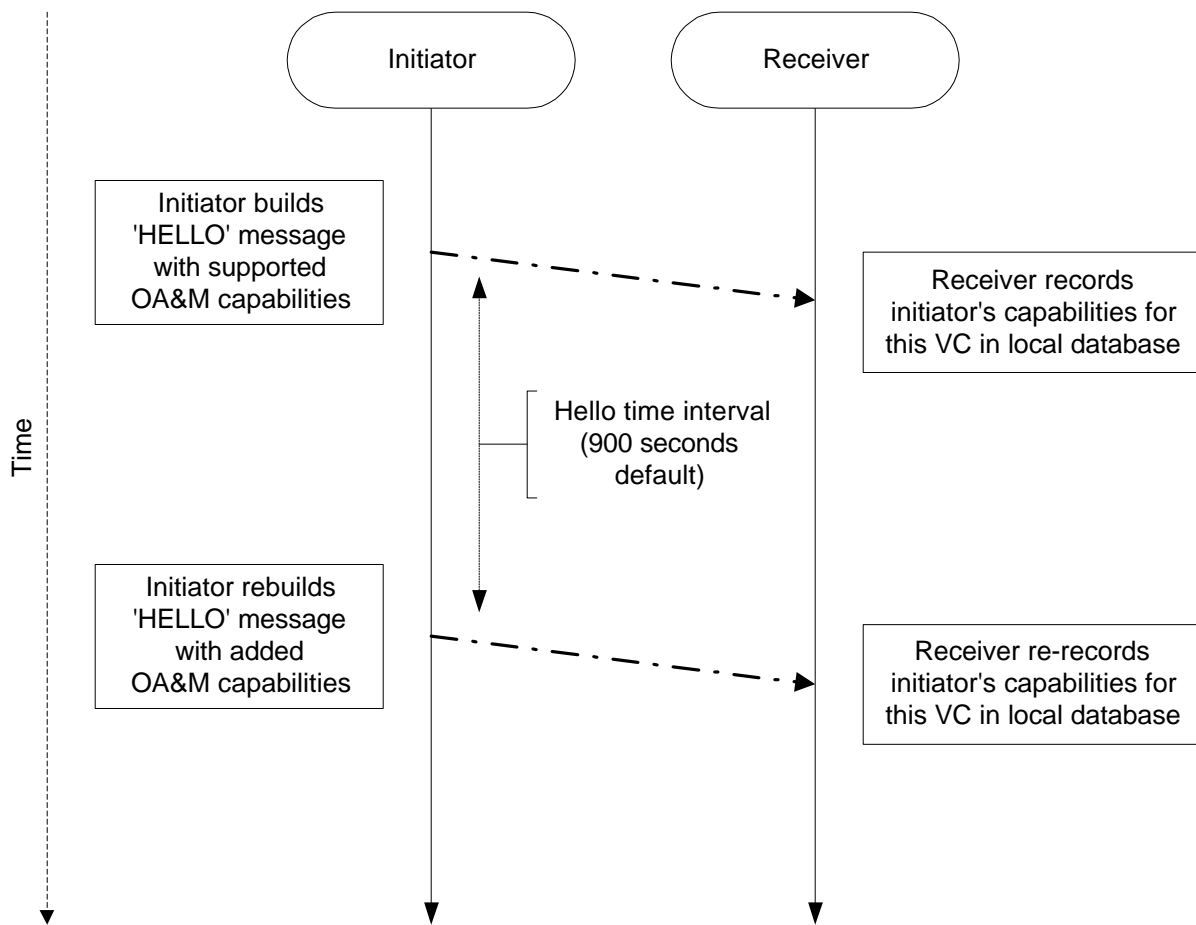 Initiator
Receiver
Initiator builds
'HELLO' message
with supported
OA&M capabilities
Receiver records
initiator's capabilities for
this VC in local database
Hello time interval
(900 seconds
default)
Time
Initiator rebuilds
'HELLO' message
with added
OA&M capabilities
Receiver re-records
initiator's capabilities for
this VC in local database